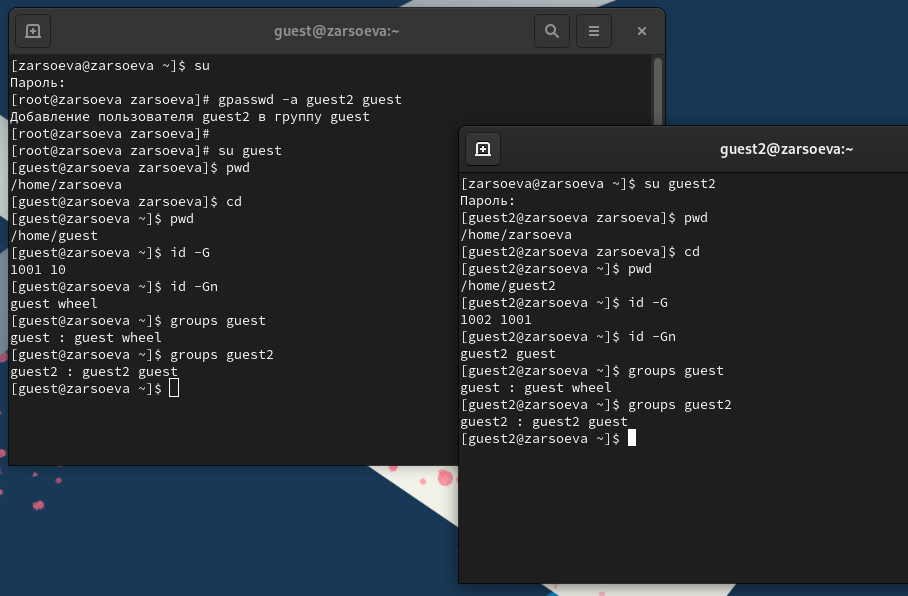 guest@zarsoeva:~
[zarsoeva@zarsoeva ~]$ su
Пароль:
[root@zarsoeva zarsoeva]# gpasswd -a guest2 guest
Добавление пользователя guest2 в группу guest
[root@zarsoeva zarsoeva]#
[root@zarsoeva zarsoeva]# su guest
[guest@zarsoeva zarsoeva]$ pwd
/home/zarsoeva
[guest@zarsoeva zarsoeva]$ cd
[guest@zarsoeva ~]$ pwd
/home/guest
[guest@zarsoeva ~]$ id -G
1001 10
[guest@zarsoeva ~]$ id -Gn
guest wheel
[guest@zarsoeva ~]$ groups guest
guest : guest wheel
[guest@zarsoeva ~]$ groups guest2
guest2 : guest2 guest
[guest@zarsoeva ~]$
guest2@zarsoeva:~
[zarsoeva@zarsoeva ~]$ su guest2
Пароль:
[guest2@zarsoeva zarsoeva]$ pwd
/home/zarsoeva
[guest2@zarsoeva zarsoeva]$ cd
[guest2@zarsoeva ~]$ pwd
/home/guest2
[guest2@zarsoeva ~]$ id -G
1002 1001
[guest2@zarsoeva ~]$ id -Gn
guest2 guest
[guest2@zarsoeva ~]$ groups guest
guest : guest wheel
[guest2@zarsoeva ~]$ groups guest2
guest2 : guest2 guest
[guest2@zarsoeva ~]$